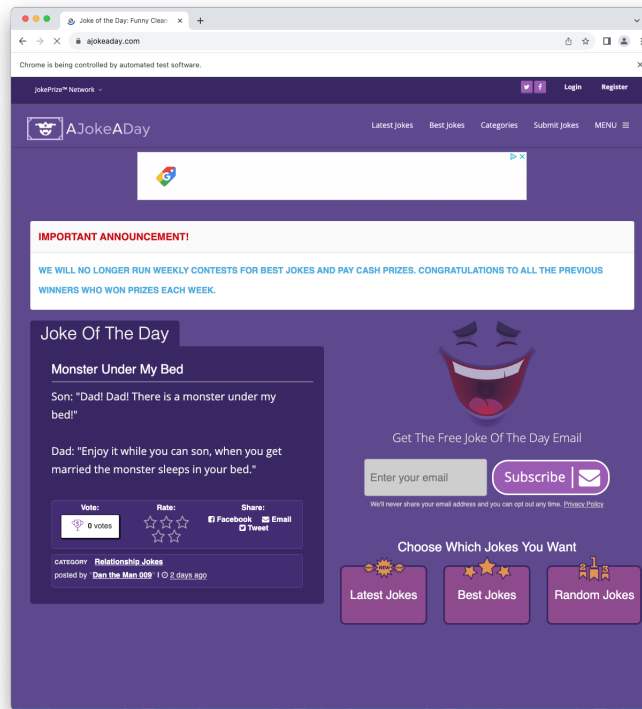 Joke of the Day: Funny Clean
ajokeaday.com
Chrome is being controlled by automated test software.
JokePrize™ Network
Login
Register
AJokeADay
Latest Jokes
Best Jokes
Categories
Submit Jokes
MENU
IMPORTANT ANNOUNCEMENT!
WE WILL NO LONGER RUN WEEKLY CONTESTS FOR BEST JOKES AND PAY CASH PRIZES. CONGRATULATIONS TO ALL THE PREVIOUS
WINNERS WHO WON PRIZES EACH WEEK.
Joke Of The Day
Monster Under My Bed
Son: "Dad! Dad! There is a monster under my
bed!"
Dad: "Enjoy it while you can son, when you get
married the monster sleeps in your bed."
Vote:
0 votes
Rate:
Share:
Facebook Email
Tweet
CATEGORY Relationship Jokes
posted by "Dan the Man 009" | 2 days ago
Get The Free Joke Of The Day Email
Enter your email
Subscribe
We'll never share your email address and you can opt out any time. Privacy Policy
Choose Which Jokes You Want
NEW
Latest Jokes
Best Jokes
2 1 3
Random Jokes